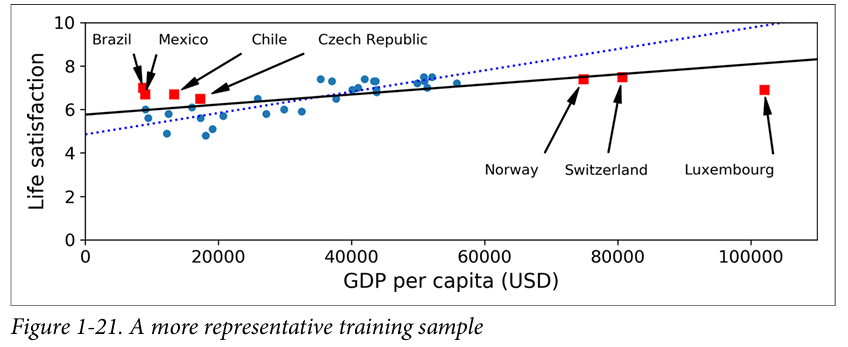 10
Brazil Mexico Chile Czech Republic
8
6
4
Norway Switzerland Luxembourg
2
0
Life satisfaction
0 20000 40000 60000 80000 100000
GDP per capita (USD)
Figure 1-21. A more representative training sample